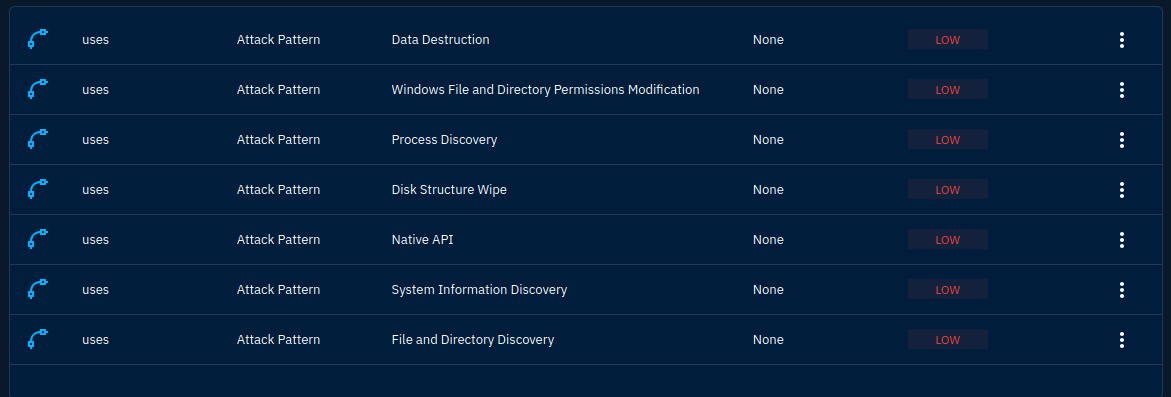 uses Attack Pattern Data Destruction None LOW
uses Attack Pattern Windows File and Directory Permissions Modification None LOW
uses Attack Pattern Process Discovery None LOW
uses Attack Pattern Disk Structure Wipe None LOW
uses Attack Pattern Native API None LOW
uses Attack Pattern System Information Discovery None LOW
uses Attack Pattern File and Directory Discovery None LOW